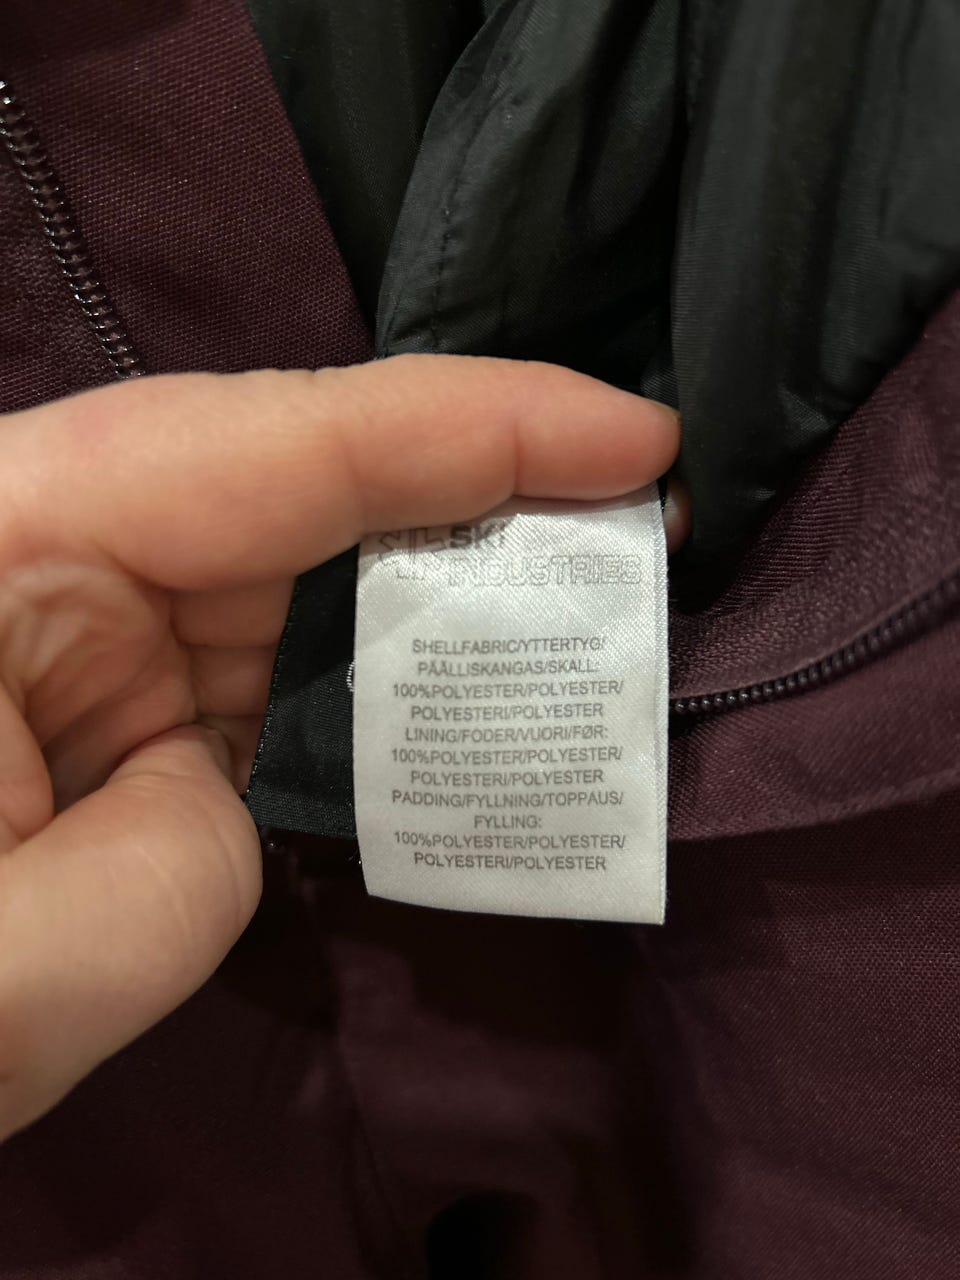 SKI
INDUSTRIES
SHELLFABRIC/YTTERTYG/
PÄÄLLISKANGAS/SKALL:
100%POLYESTER/POLYESTER/
POLYESTERI/POLYESTER
LINING/FODER/VUORI/FØR:
100%POLYESTER/POLYESTER/
POLYESTERI/POLYESTER
PADDING/FYLLNING/TOPPAUS/
FYLLING:
100%POLYESTER/POLYESTER/
POLYESTERI/POLYESTER